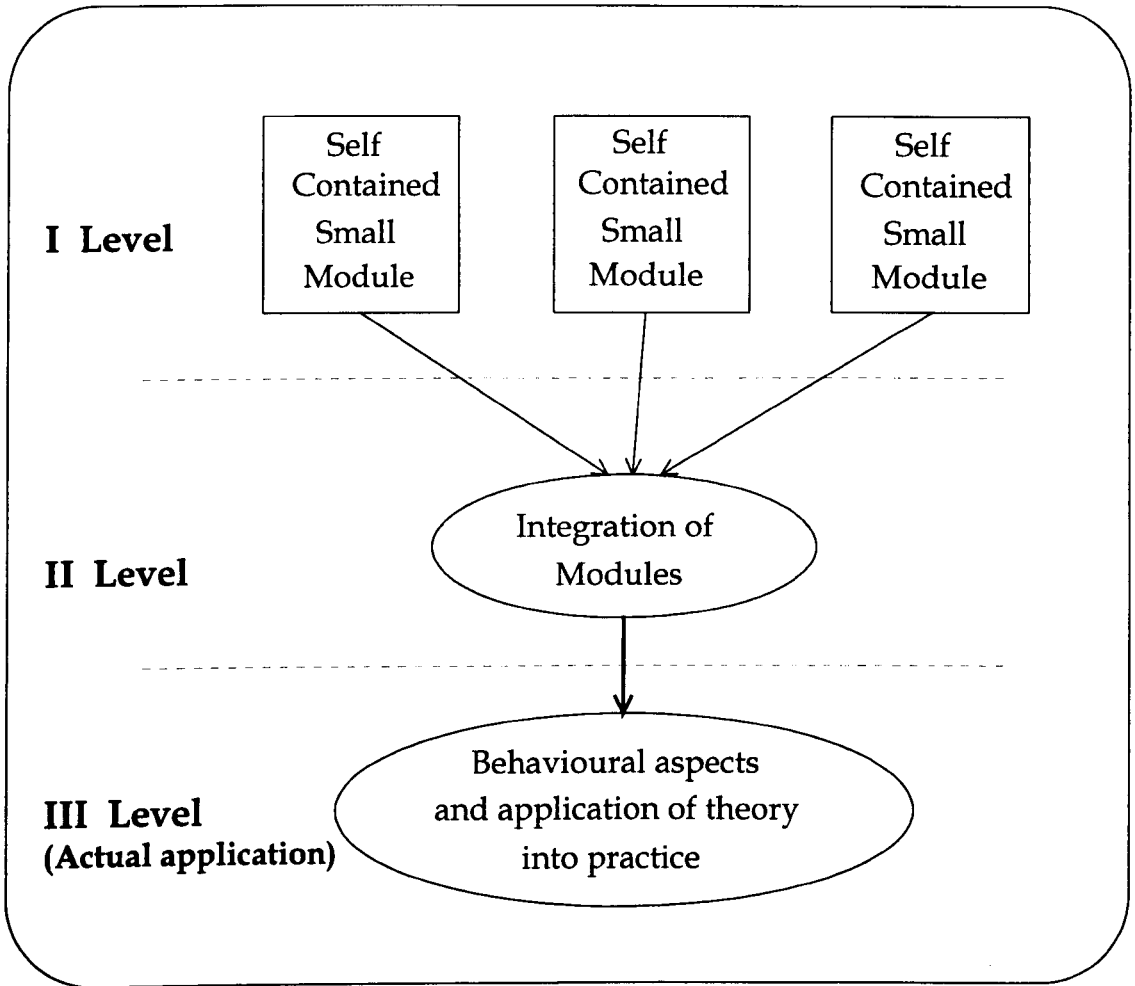 Self
Contained
Small
Module
Self
Contained
Small
Module
Self
Contained
Small
Module
I Level
Integration of
Modules
II Level
Behavioural aspects
and application of theory
into practice
III Level
(Actual application)